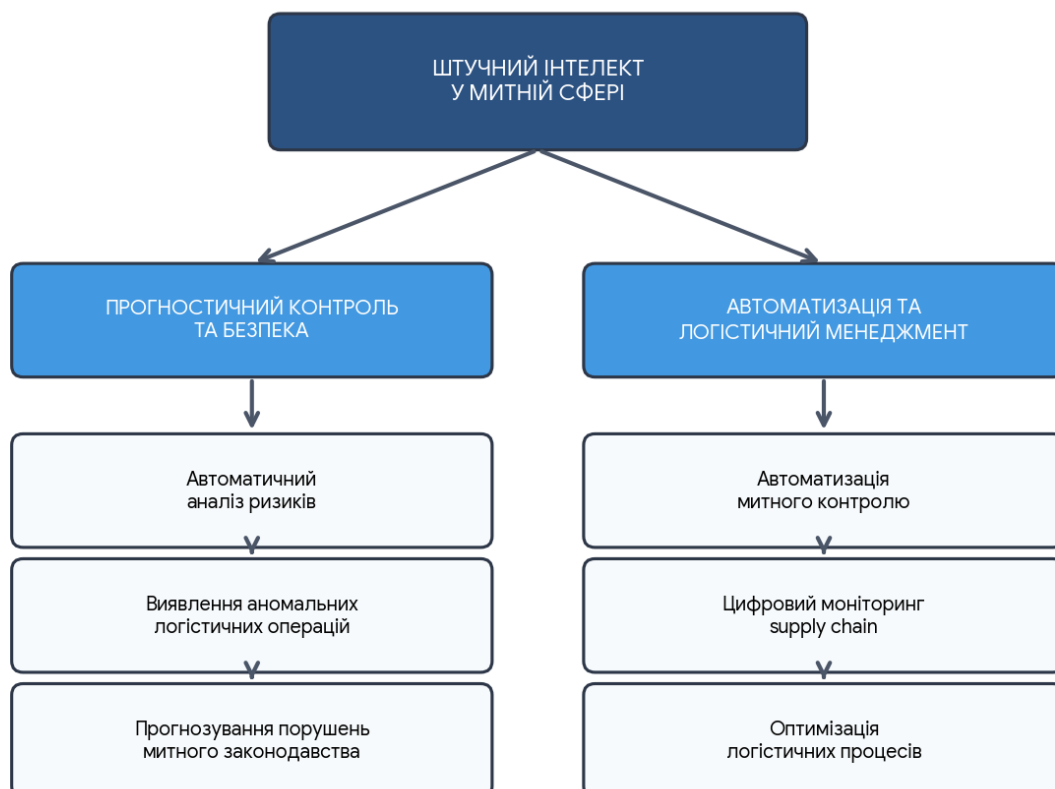 ШТУЧНИЙ ІНТЕЛЕКТ
У МИТНІЙ СФЕРІ
ПРОГНОСТИЧНИЙ КОНТРОЛЬ
ТА БЕЗПЕКА
АВТОМАТИЗАЦІЯ ТА
ЛОГІСТИЧНИЙ МЕНЕДЖМЕНТ
Автоматичний
аналіз ризиків
Автоматизація
митного контролю
Виявлення аномальних
логістичних операцій
Цифровий моніторинг
supply chain
Прогнозування порушень
митного законодавства
Оптимізація
логістичних процесів